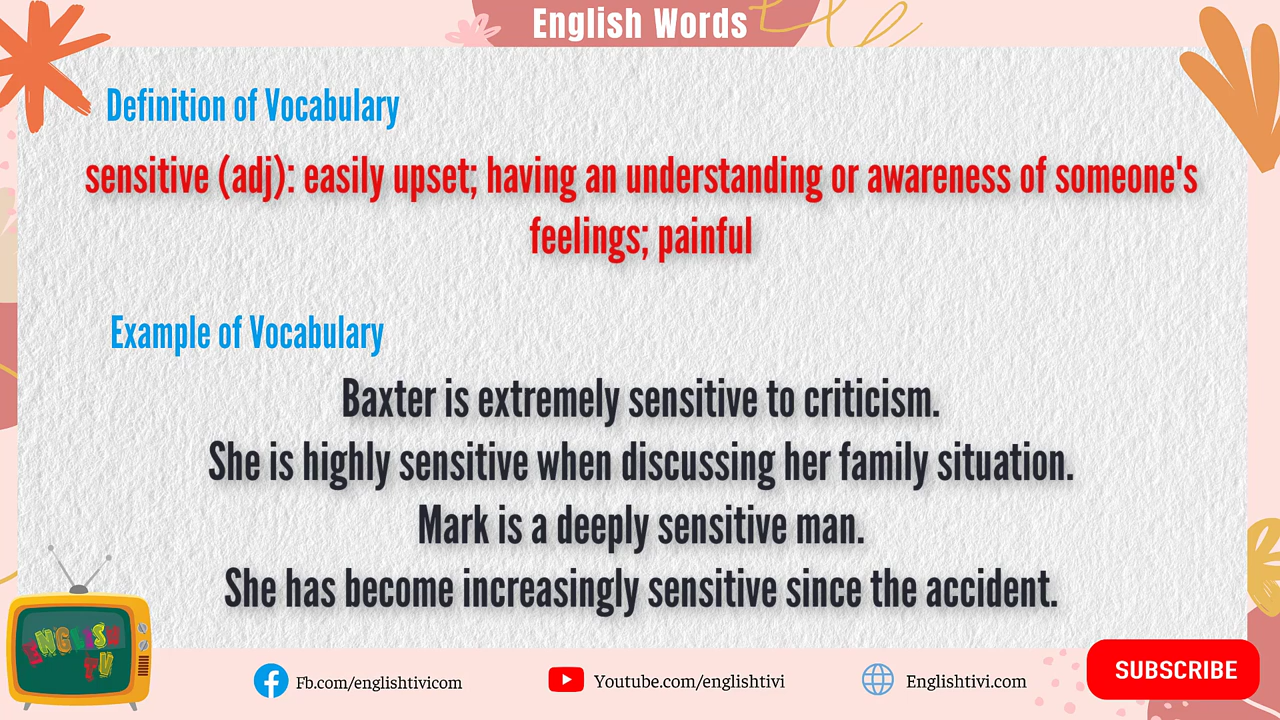 English Words
Definition of Vocabulary
sensitive (adj): easily upset; having an understanding or awareness of someone's
feelings; painful
Example of Vocabulary
Baxter is extremely sensitive to criticism.
She is highly sensitive when discussing her family situation.
Mark is a deeply sensitive man.
She has become increasingly sensitive since the accident.
ENGLISH
TV
Fb.com/englishtivicom
Youtube.com/englishtivi
Englishtivi.com
SUBSCRIBE